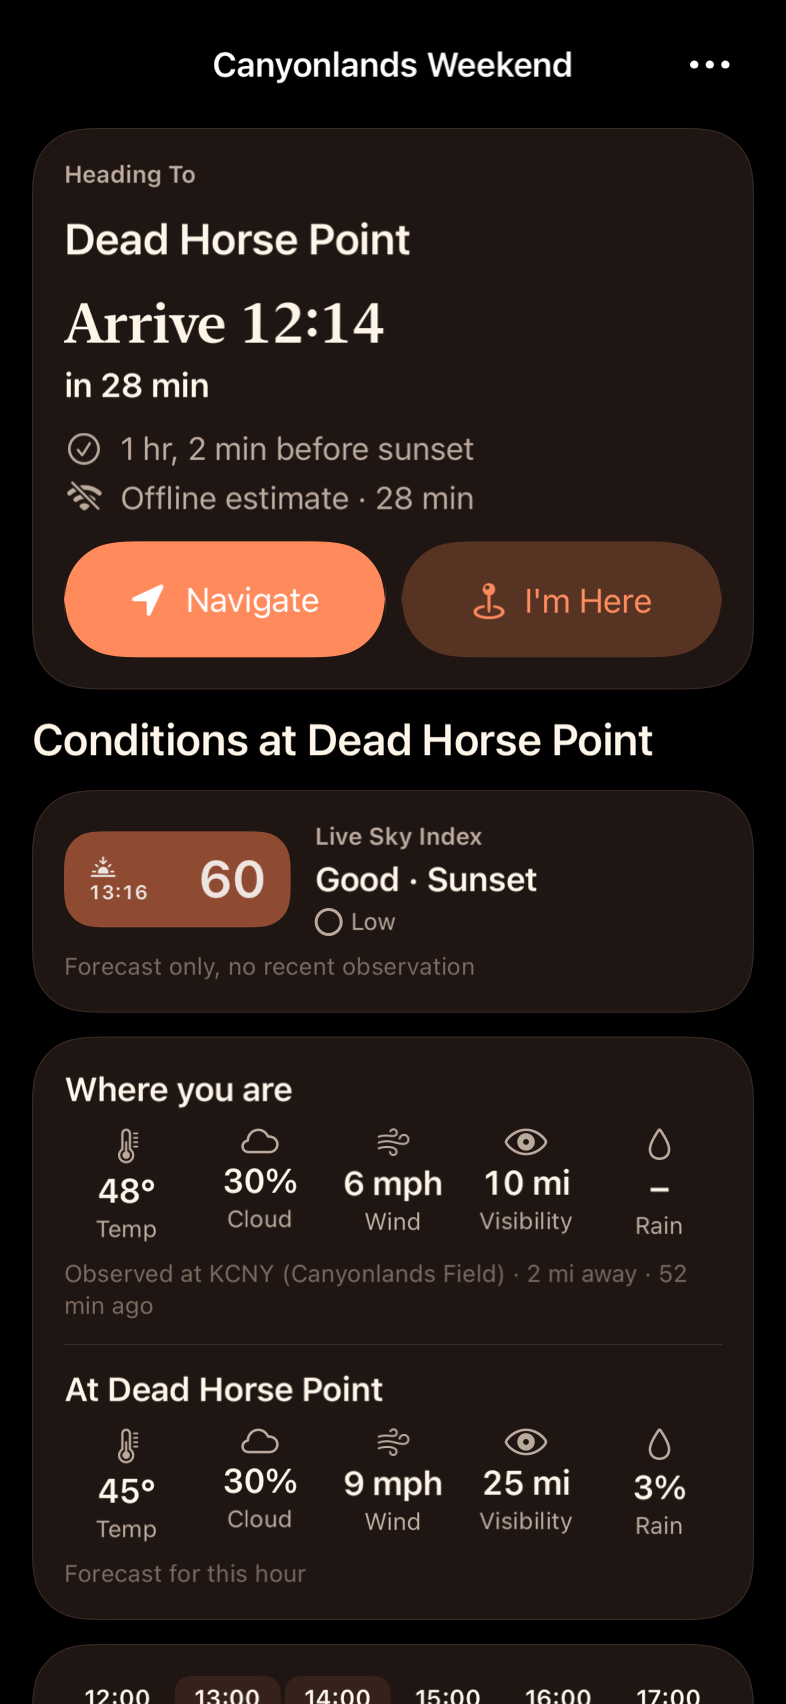 Canyonlands Weekend
Heading To
Dead Horse Point
Arrive 12:14
in 28 min
1 hr, 2 min before sunset
Offline estimate · 28 min
Navigate
I'm Here
Conditions at Dead Horse Point
13:16
60
Live Sky Index
Good · Sunset
Low
Forecast only, no recent observation
Where you are
48° 30% 6 mph 10 mi –
Temp Cloud Wind Visibility Rain
Observed at KCNY (Canyonlands Field) · 2 mi away · 52
min ago
At Dead Horse Point
45° 30% 9 mph 25 mi 3%
Temp Cloud Wind Visibility Rain
Forecast for this hour
12:00 13:00 14:00 15:00 16:00 17:00